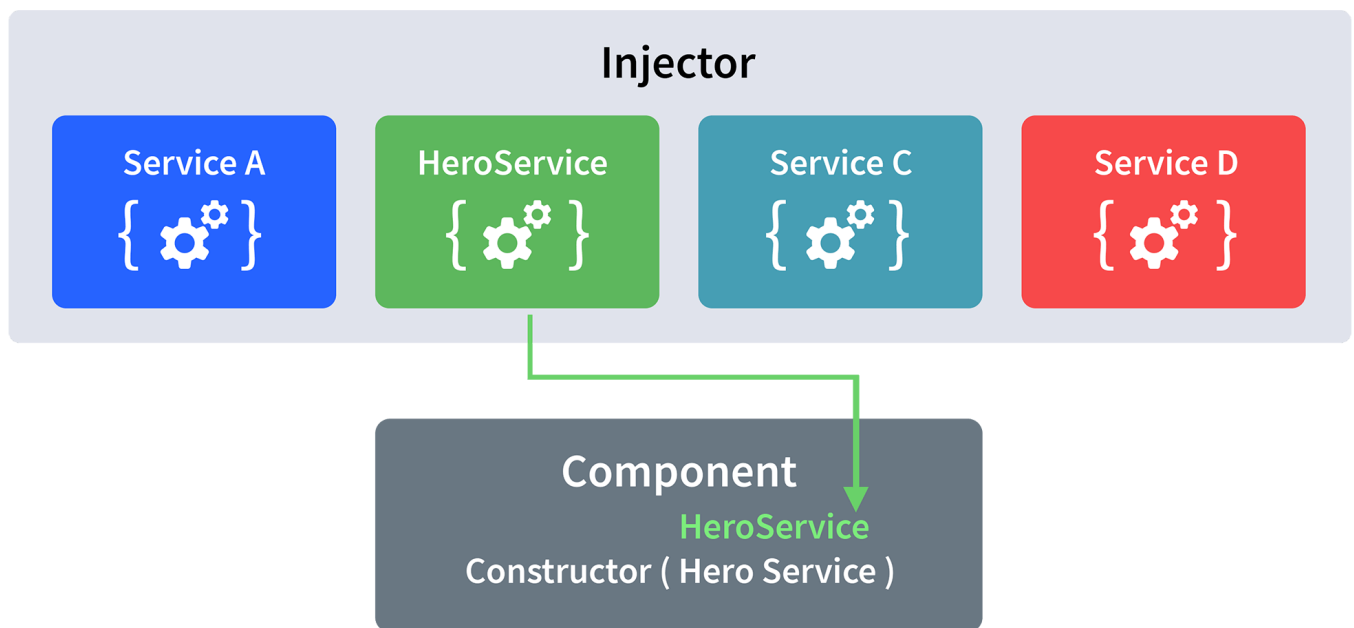 Injector
Service A
HeroService
Service C
Service D
{ }
{ }
{ }
{ }
Component
HeroService
Constructor ( Hero Service )